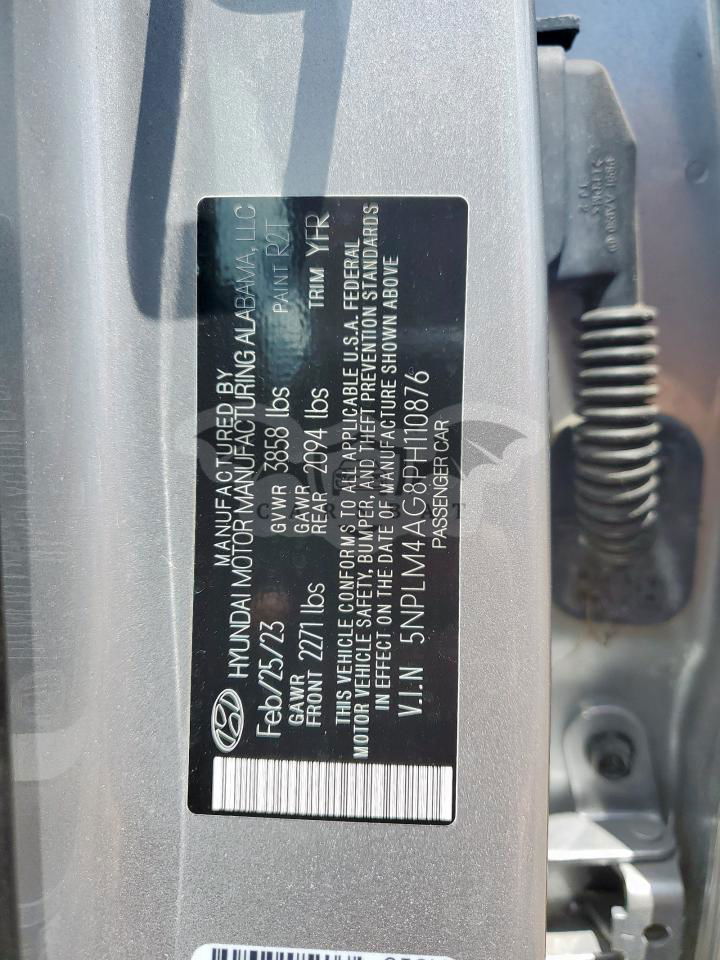 MANUFACTURED BY
HYUNDAI MOTOR MANUFACTURING ALABAMA, LLC
Feb/25/23 GVWR 3858 lbs PAINT R2T
GAWR GAWR
FRONT 2271 lbs REAR 2094 lbs TRIM YFR
THIS VEHICLE CONFORMS TO ALL APPLICABLE U.S.A. FEDERAL
MOTOR VEHICLE SAFETY, BUMPER, AND THEFT PREVENTION STANDARDS
IN EFFECT ON THE DATE OF MANUFACTURE SHOWN ABOVE
V.I.N 5NPLM4AG8PH110876
PASSENGER CAR